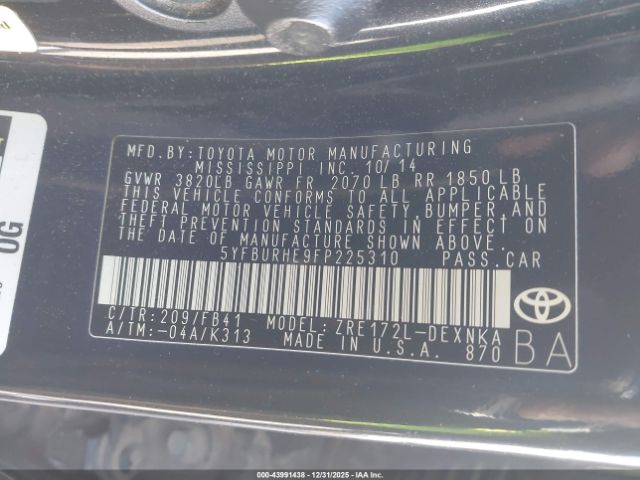 MFD.BY:TOYOTA MOTOR MANUFACTURING
MISSISSIPPI INC. 10/14
GVWR 3820LB GAWR FR 2070 LB RR 1850 LB
THIS VEHICLE CONFORMS TO ALL APPLICABLE
FEDERAL MOTOR VEHICLE SAFETY,BUMPER,AND
THEFT PREVENTION STANDARDS IN EFFECT ON
THE DATE OF MANUFACTURE SHOWN ABOVE.
5YFBURHE9FP225310 PASS.CAR
C/TR:209/FB41 MODEL:ZRE172L-DEXNKA
A/TM:-04A/K313 MADE IN U.S.A. 870
BA
OG
00-43991438 - 12/31/2025 - IAA Inc.